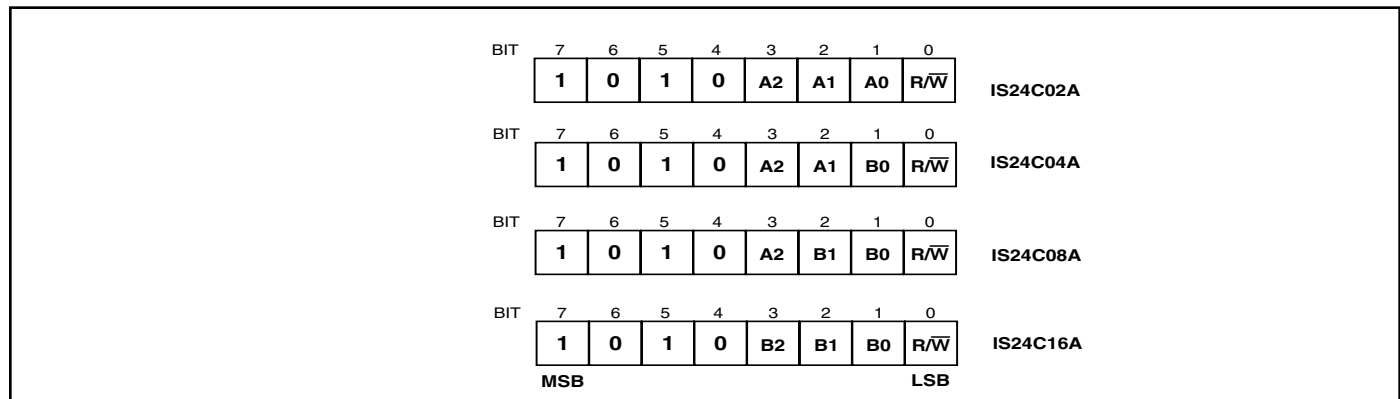 BIT 7 6 5 4 3 2 1 0
1 0 1 0 A2 A1 A0 R/W̅ IS24C02A
BIT 7 6 5 4 3 2 1 0
1 0 1 0 A2 A1 B0 R/W̅ IS24C04A
BIT 7 6 5 4 3 2 1 0
1 0 1 0 A2 B1 B0 R/W̅ IS24C08A
BIT 7 6 5 4 3 2 1 0
1 0 1 0 B2 B1 B0 R/W̅ IS24C16A
MSB LSB